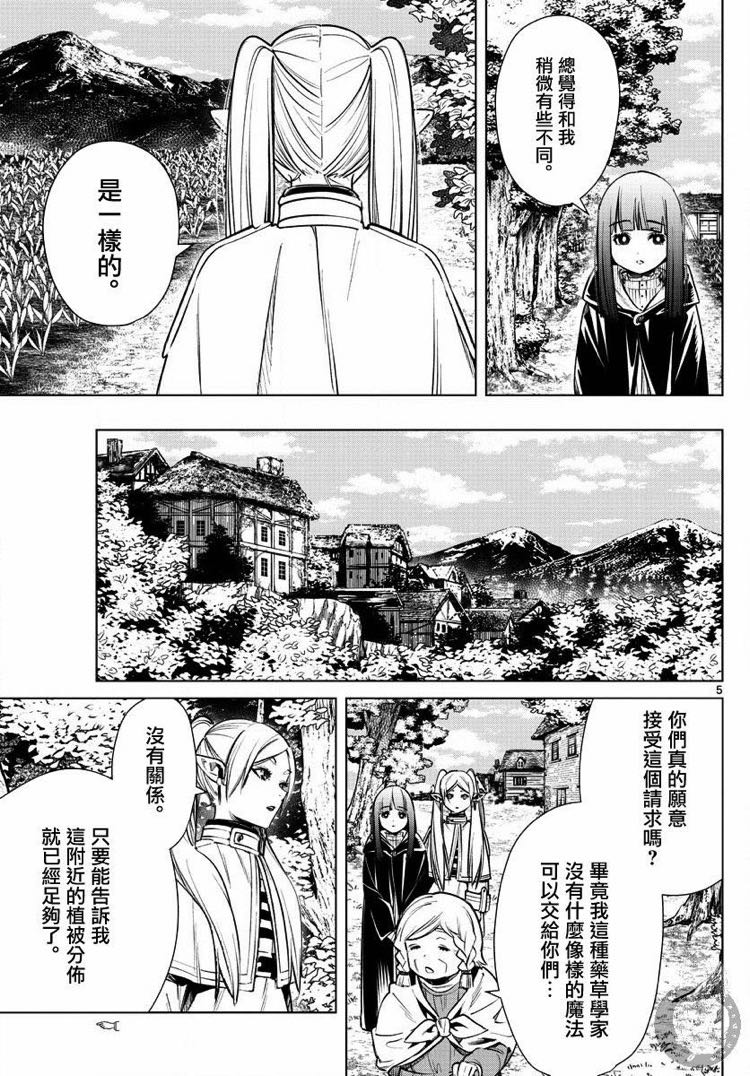 總覺得和我
稍微有些不同。
是一樣的。
5
你們真的願意
接受這個請求嗎?
畢竟我這種藥草學家
沒有什麼像樣的魔法
可以交給你們…
沒有關係。
只要能告訴我
這附近的植被分佈
就已經足夠了。